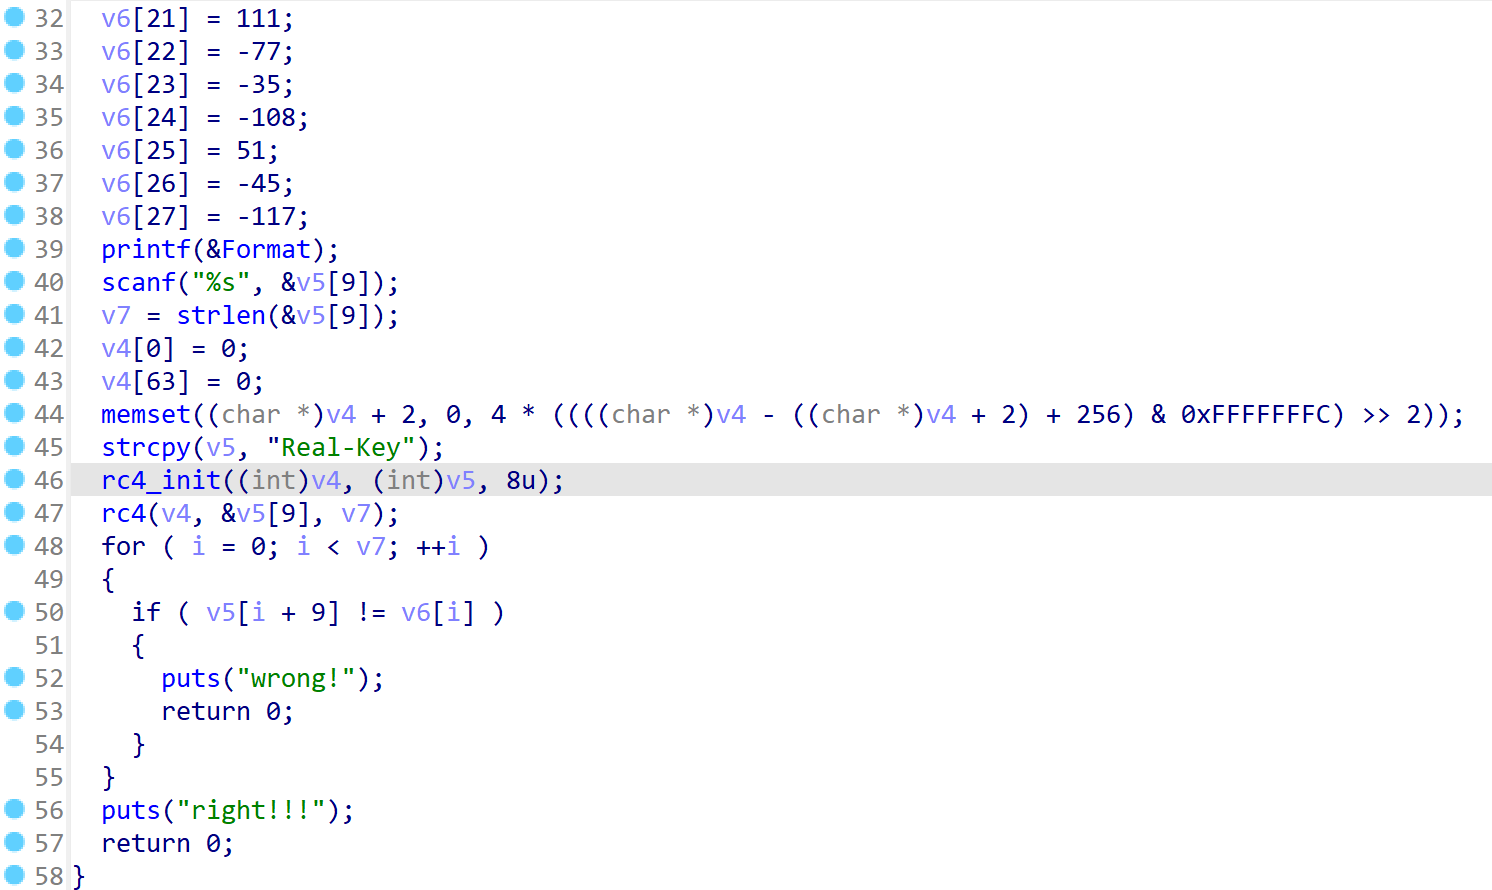 32 v6[21] = 111;
33 v6[22] = -77;
34 v6[23] = -35;
35 v6[24] = -108;
36 v6[25] = 51;
37 v6[26] = -45;
38 v6[27] = -117;
39 printf(&Format);
40 scanf("%s", &v5[9]);
41 v7 = strlen(&v5[9]);
42 v4[0] = 0;
43 v4[63] = 0;
44 memset((char *)v4 + 2, 0, 4 * ((((char *)v4 - ((char *)v4 + 2) + 256) & 0xFFFFFFFC) >> 2));
45 strcpy(v5, "Real-Key");
46 rc4_init((int)v4, (int)v5, 8u);
47 rc4(v4, &v5[9], v7);
48 for ( i = 0; i < v7; ++i )
49 {
50 if ( v5[i + 9] != v6[i] )
51 {
52 puts("wrong!");
53 return 0;
54 }
55 }
56 puts("right!!!");
57 return 0;
58 }